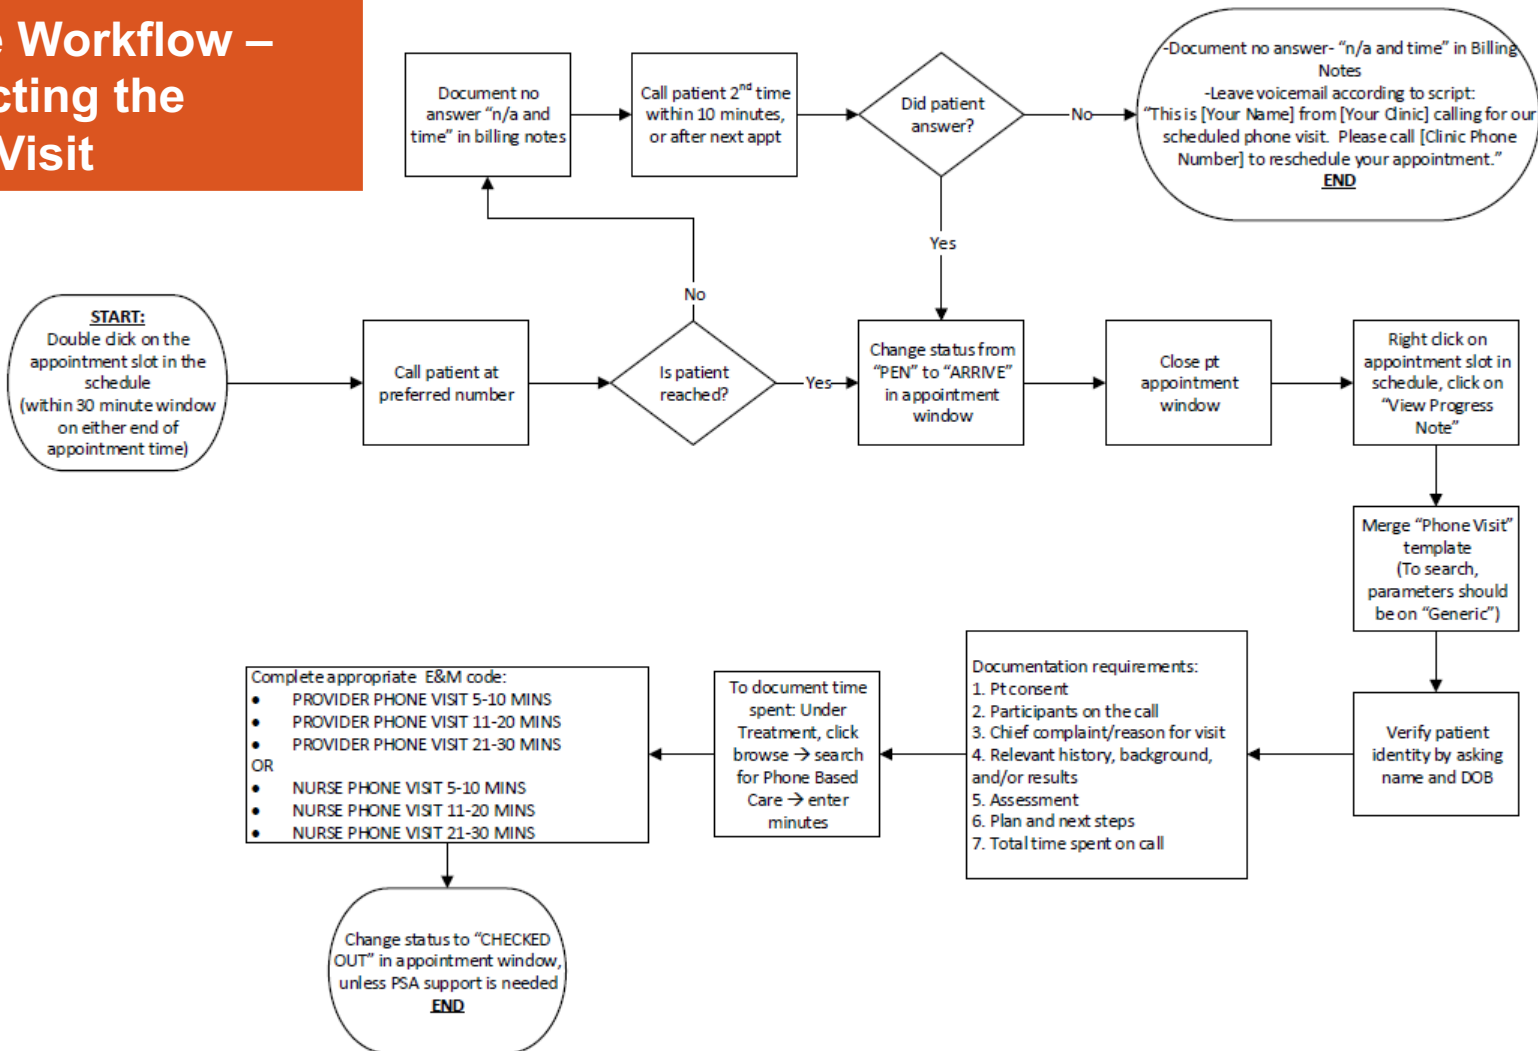 e Workflow –
cting the
Visit
Document no
answer “n/a and
time” in billing notes
Call patient 2nd time
within 10 minutes,
or after next appt
Did patient
answer?
No
-Document no answer- “n/a and time” in Billing
Notes
-Leave voicemail according to script:
“This is [Your Name] from [Your Clinic] calling for our
scheduled phone visit. Please call [Clinic Phone
Number] to reschedule your appointment.”
END
Yes
No
START:
Double click on the
appointment slot in the
schedule
(within 30 minute window
on either end of
appointment time)
Call patient at
preferred number
Is patient
reached?
Yes
Change status from
“PEN” to “ARRIVE”
in appointment
window
Close pt
appointment
window
Right click on
appointment slot in
schedule, click on
“View Progress
Note”
Merge “Phone Visit”
template
(To search,
parameters should
be on “Generic”)
Verify patient
identity by asking
name and DOB
Documentation requirements:
1. Pt consent
2. Participants on the call
3. Chief complaint/reason for visit
4. Relevant history, background,
and/or results
5. Assessment
6. Plan and next steps
7. Total time spent on call
To document time
spent: Under
Treatment, click
browse → search
for Phone Based
Care → enter
minutes
Complete appropriate E&M code:
• PROVIDER PHONE VISIT 5-10 MINS
• PROVIDER PHONE VISIT 11-20 MINS
• PROVIDER PHONE VISIT 21-30 MINS
OR
• NURSE PHONE VISIT 5-10 MINS
• NURSE PHONE VISIT 11-20 MINS
• NURSE PHONE VISIT 21-30 MINS
Change status to “CHECKED
OUT” in appointment window,
unless PSA support is needed
END